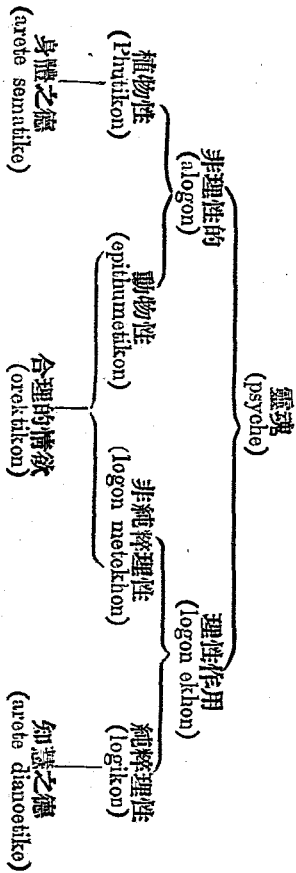 靈魂
(psyche)
非理性的
(alogon)
理性作用
(logon ekhon)
植物性
(Phutikon)
動物性
(epithumetikon)
非純粹理性
(logon metekhon)
純粹理性
(logikon)
身體之德
(arete sematike)
合理的情欲
(orektikon)
知慧之德
(arete dianoetike)